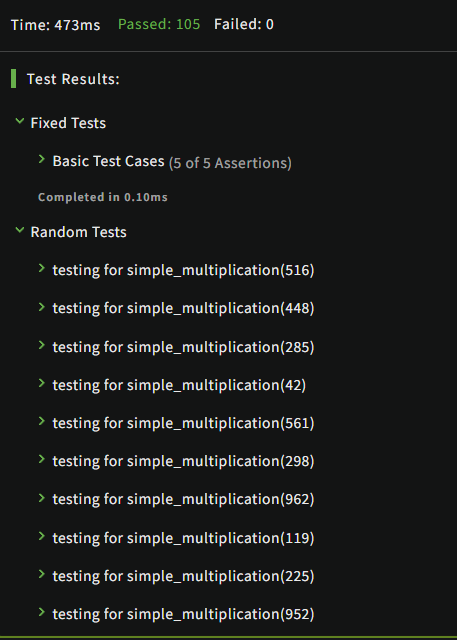 Time: 473ms Passed: 105 Failed: 0
Test Results:
Fixed Tests
Basic Test Cases (5 of 5 Assertions)
Completed in 0.10ms
Random Tests
testing for simple_multiplication(516)
testing for simple_multiplication(448)
testing for simple_multiplication(285)
testing for simple_multiplication(42)
testing for simple_multiplication(561)
testing for simple_multiplication(298)
testing for simple_multiplication(962)
testing for simple_multiplication(119)
testing for simple_multiplication(225)
testing for simple_multiplication(952)